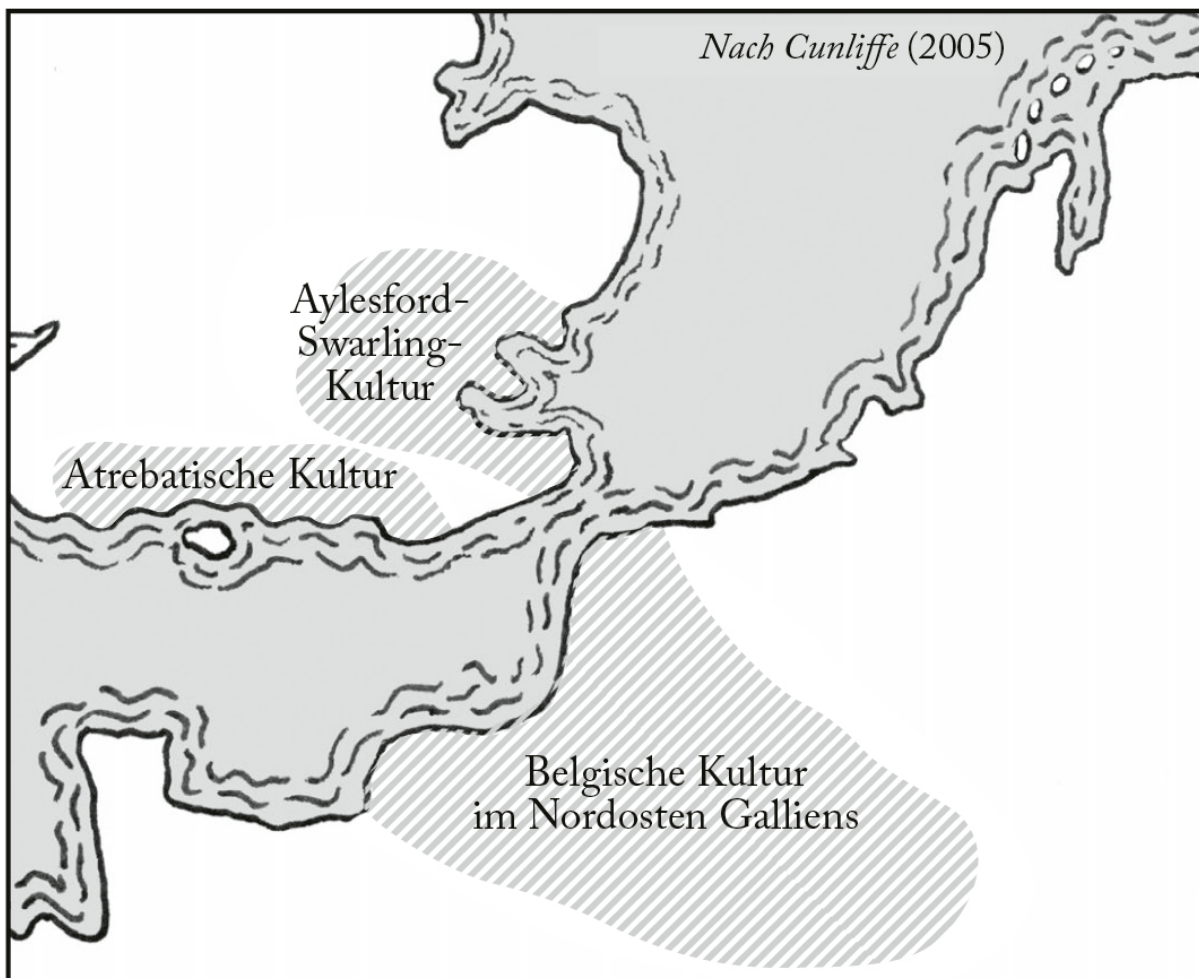 Nach Cunliffe (2005)
Aylesford-
Swarling-
Kultur
Atrebatische Kultur
Belgische Kultur
im Nordosten Galliens